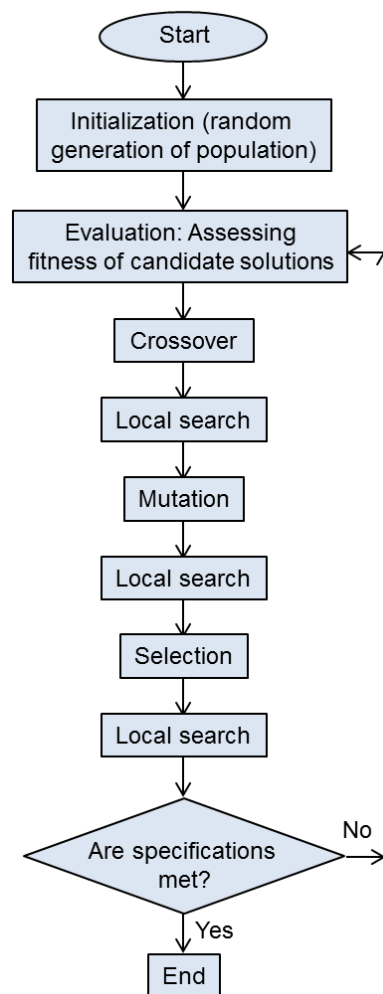 Start
Initialization (random
generation of population)
Evaluation: Assessing
fitness of candidate solutions
Crossover
Local search
Mutation
Local search
Selection
Local search
Are specifications
met?
No
Yes
End